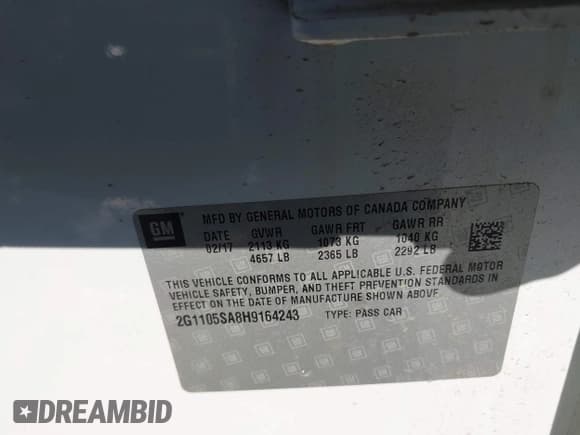 GM
MFD BY GENERAL MOTORS OF CANADA COMPANY
DATE GVWR GAWR FRT GAWR RR
02/17 2113 KG 1073 KG 1040 KG
4657 LB 2365 LB 2292 LB
THIS VEHICLE CONFORMS TO ALL APPLICABLE U.S. FEDERAL MOTOR
VEHICLE SAFETY, BUMPER, AND THEFT PREVENTION STANDARDS IN
EFFECT ON THE DATE OF MANUFACTURE SHOWN ABOVE.
2G1105SA8H9164243 TYPE: PASS CAR
DREAMBID